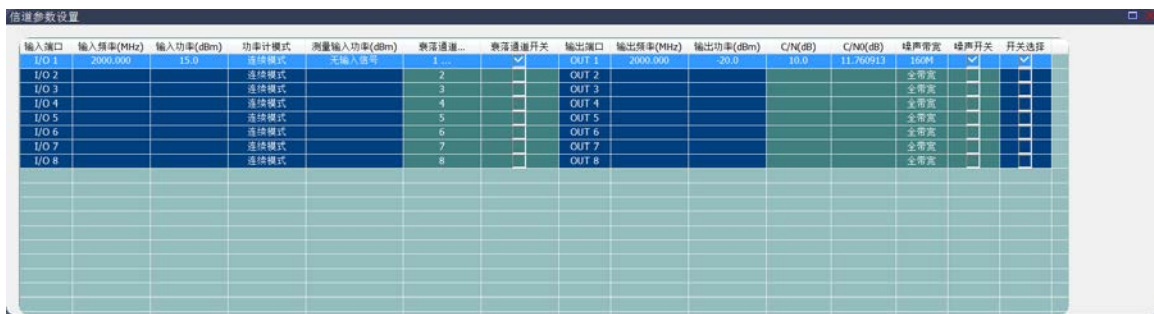 信道参数设置
输入端口 输入频率(MHz) 输入功率(dBm) 功率计模式 测量输入功率(dBm) 衰落通道... 衰落通道开关 输出端口 输出频率(MHz) 输出功率(dBm) C/N(dB) C/N0(dB) 噪声带宽 噪声开关 开关选择
I/O 1 2000.000 15.0 连续模式 无输入信号 1 ... OUT 1 2000.000 -20.0 10.0 11.760913 160M
I/O 2 连续模式 2 OUT 2 全带宽
I/O 3 连续模式 3 OUT 3 全带宽
I/O 4 连续模式 4 OUT 4 全带宽
I/O 5 连续模式 5 OUT 5 全带宽
I/O 6 连续模式 6 OUT 6 全带宽
I/O 7 连续模式 7 OUT 7 全带宽
I/O 8 连续模式 8 OUT 8 全带宽